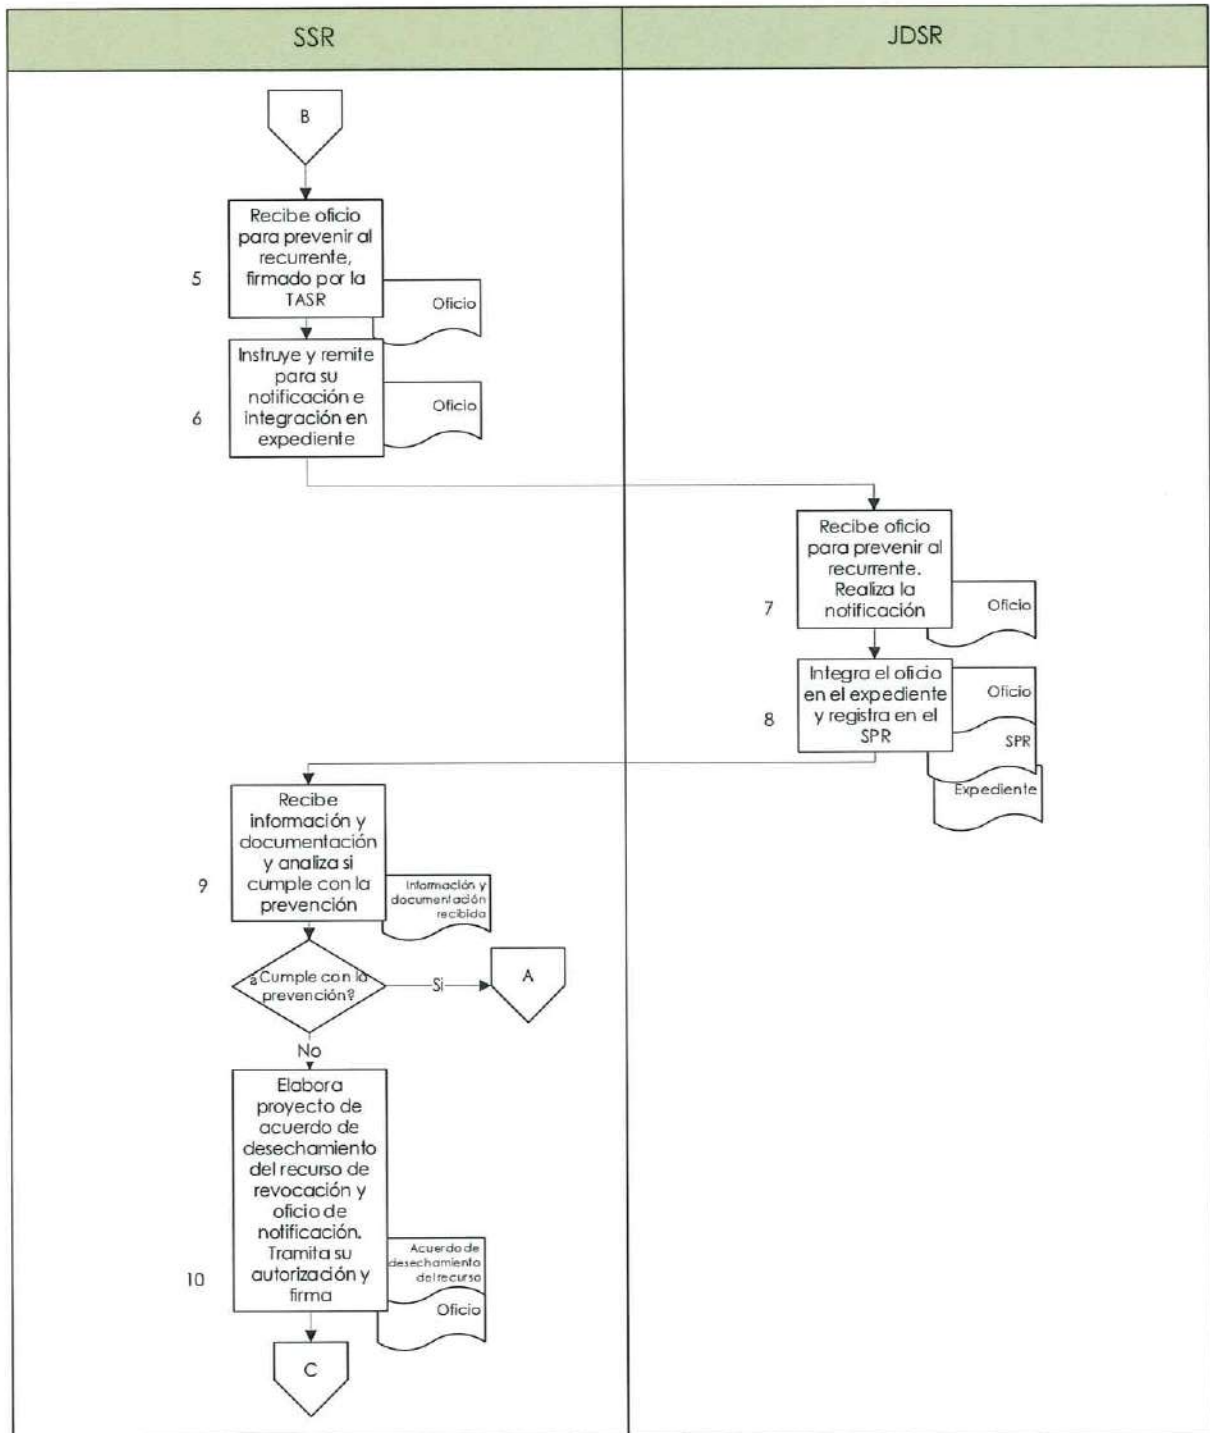 SSR
JDSR
B
Recibe oficio
para prevenir al
recurrente,
firmado por la
TASR
5
Oficio
Instruye y remite
para su
notificación e
integración en
expediente
6
Oficio
Recibe oficio
para prevenir al
recurrente.
Realiza la
notificación
7
Oficio
Integra el oficio
en el expediente
y registra en el
SPR
8
Oficio
SPR
Expediente
Recibe
información y
documentación
y analiza si
cumple con la
prevención
9
Información y
documentación
recibida
¿Cumple con la
prevención?
Si
A
No
Elabora
proyecto de
acuerdo de
desechamiento
del recurso de
revocación y
oficio de
notificación.
Tramita su
autorización y
firma
10
Acuerdo de
desechamiento
del recurso
Oficio
C